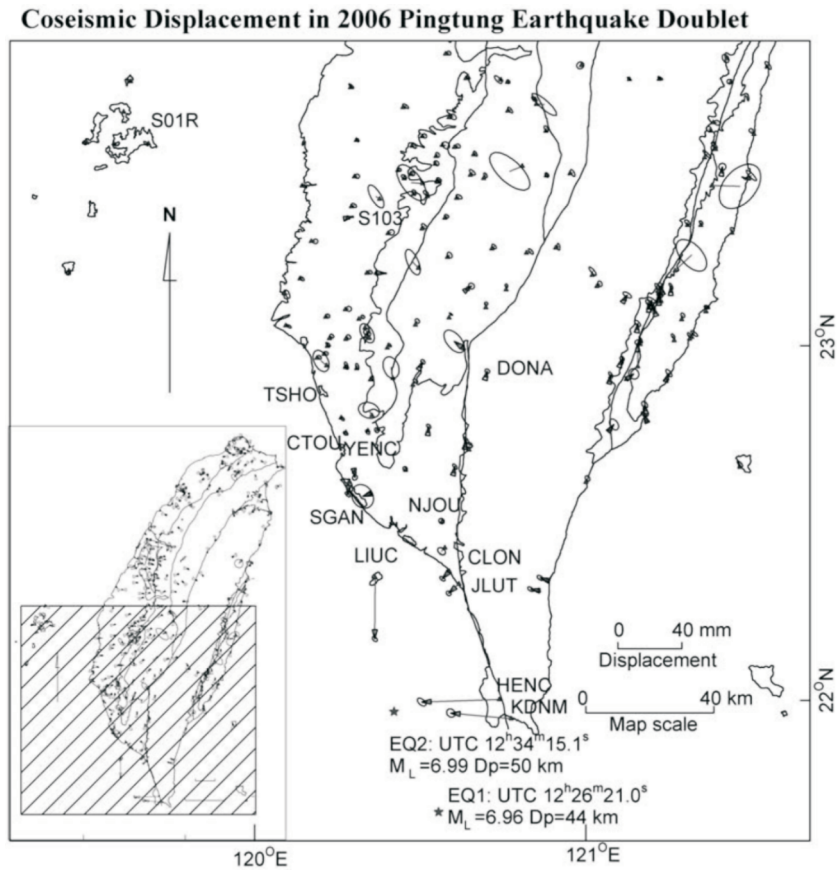 Coseismic Displacement in 2006 Pingtung Earthquake Doublet
S01R
N
S103
23°N
DONA
TSHO
CTOU
YENC
SGAN
NJOU
LIUC
CLON
JLUT
0 40 mm
Displacement
HENC
KDNM
0 40 km
Map scale
22°N
EQ2: UTC 12h34m15.1s
ML=6.99 Dp=50 km
EQ1: UTC 12h26m21.0s
ML=6.96 Dp=44 km
120°E
121°E